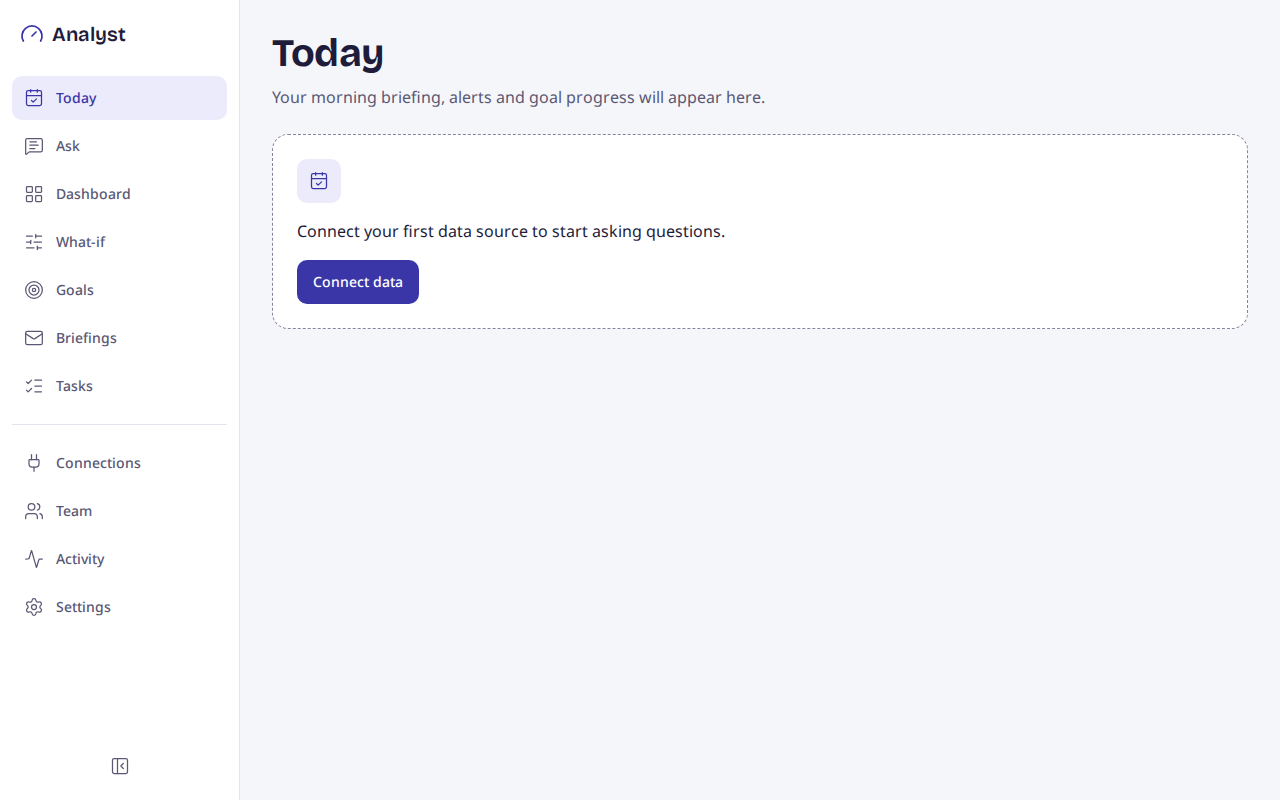 Analyst
Today
Ask
Dashboard
What-if
Goals
Briefings
Tasks
Connections
Team
Activity
Settings
Today
Your morning briefing, alerts and goal progress will appear here.
Connect your first data source to start asking questions.
Connect data